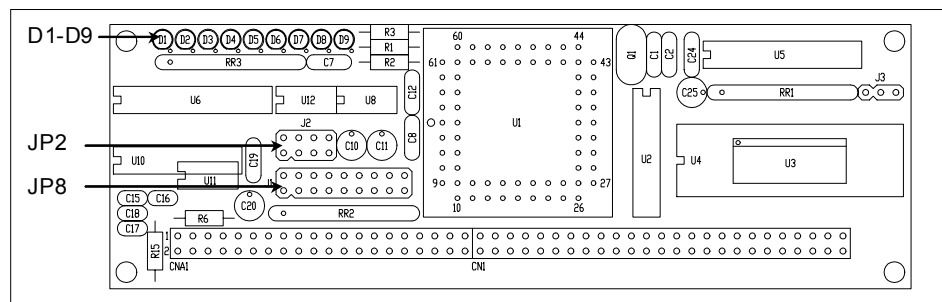 D1-D9
D1 D2 D3 D4 D5 D6 D7 D8 D9
R3
R1
R2
RR3
C7
60
44
61
43
Q1
C1
C2
C24
U5
J3
C25
RR1
U6
U12
U8
C12
J2
JP2
C10
C11
C8
U1
U2
U4
U3
U10
C19
U11
JP8
J1
9
27
10
26
C15
C16
C18
C17
C20
R6
RR2
R15
1
2
CNA1
CN1